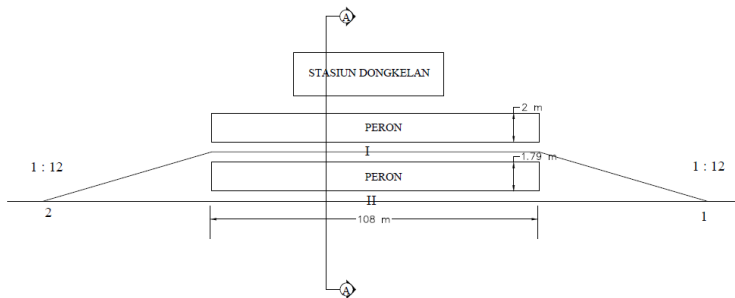 A
STASIUN DONGKELAN
2 m
PERON
I
1 : 12
1.79 m
1 : 12
PERON
2
II
1
108 m
A